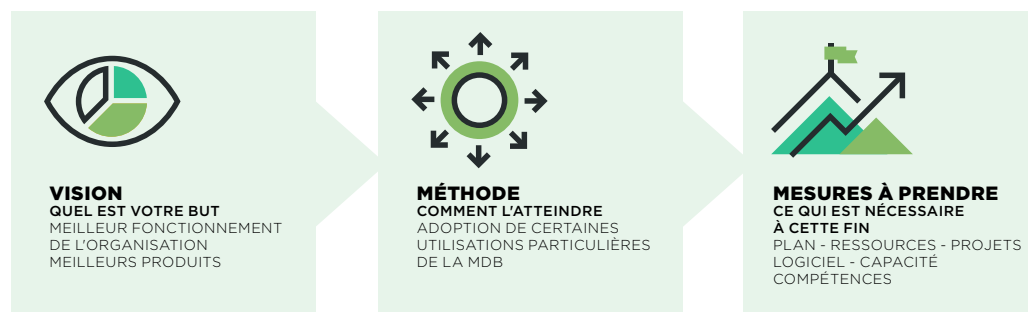 VISION
QUEL EST VOTRE BUT
MEILLEUR FONCTIONNEMENT
DE L'ORGANISATION
MEILLEURS PRODUITS
MÉTHODE
COMMENT L'ATTEINDRE
ADOPTION DE CERTAINES
UTILISATIONS PARTICULIÈRES
DE LA MDB
MESURES À PRENDRE
CE QUI EST NÉCESSAIRE
À CETTE FIN
PLAN - RESSOURCES - PROJETS
LOGICIEL - CAPACITÉ
COMPÉTENCES